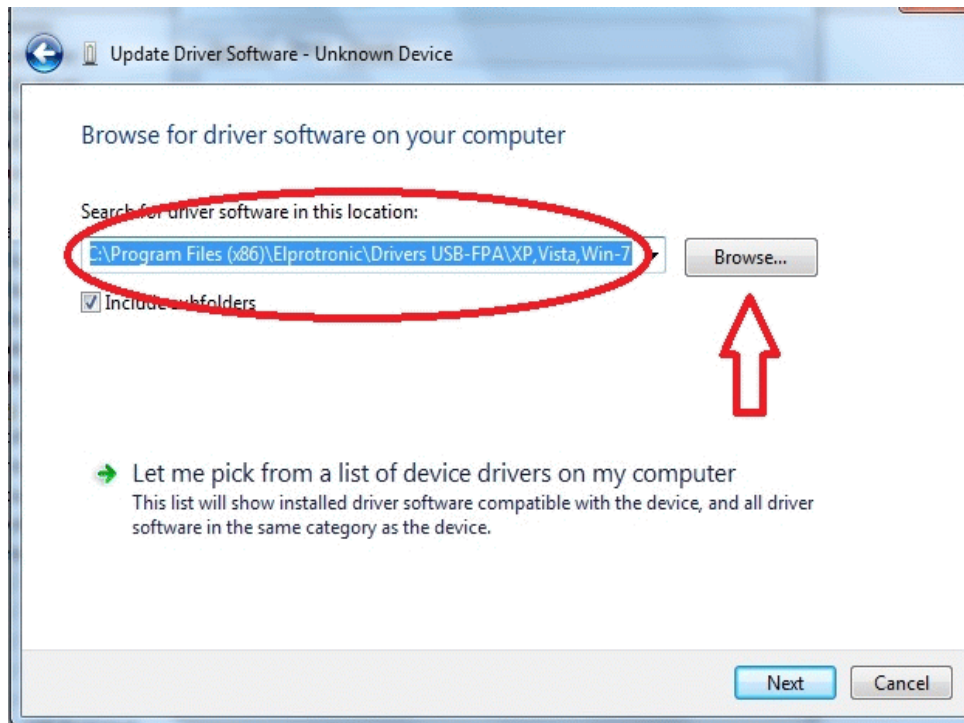 Update Driver Software - Unknown Device
Browse for driver software on your computer
Search for driver software in this location:
C:\Program Files (x86)\Elprotronic\Drivers USB-FPA\XP,Vista,Win-7
Browse...
Include subfolders
Let me pick from a list of device drivers on my computer
This list will show installed driver software compatible with the device, and all driver
software in the same category as the device.
Next
Cancel